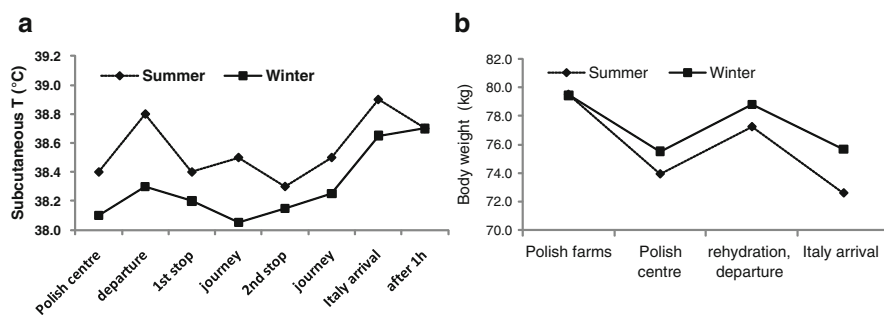 a
Subcutaneous T (°C)
39.2
39.0
38.8
38.6
38.4
38.2
38.0
Summer
Winter
Polish centre
departure
1st stop
journey
2nd stop
journey
Italy arrival
after 1h
b
Body weight (kg)
82.0
80.0
78.0
76.0
74.0
72.0
70.0
Summer
Winter
Polish farms
Polish
centre
rehydration,
departure
Italy arrival